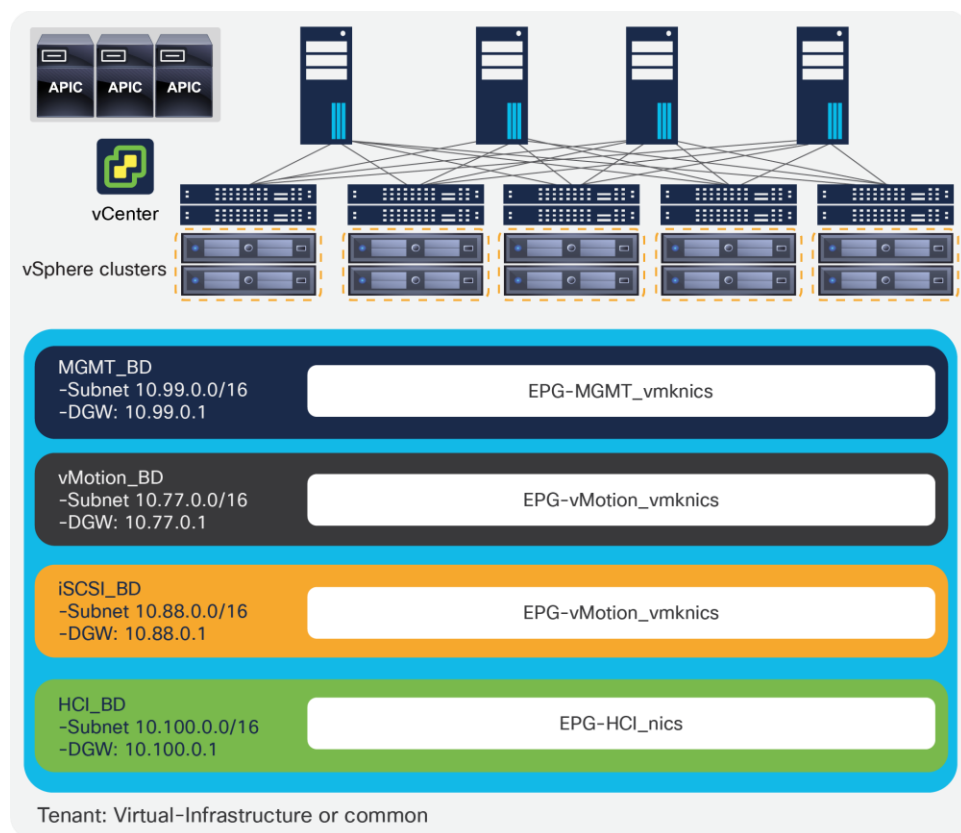 APIC APIC APIC
vCenter
vSphere clusters
MGMT_BD
-Subnet 10.99.0.0/16
-DGW: 10.99.0.1
EPG-MGMT_vmknics
vMotion_BD
-Subnet 10.77.0.0/16
-DGW: 10.77.0.1
EPG-vMotion_vmknics
iSCSI_BD
-Subnet 10.88.0.0/16
-DGW: 10.88.0.1
EPG-vMotion_vmknics
HCI_BD
-Subnet 10.100.0.0/16
-DGW: 10.100.0.1
EPG-HCI_nics
Tenant: Virtual-Infrastructure or common